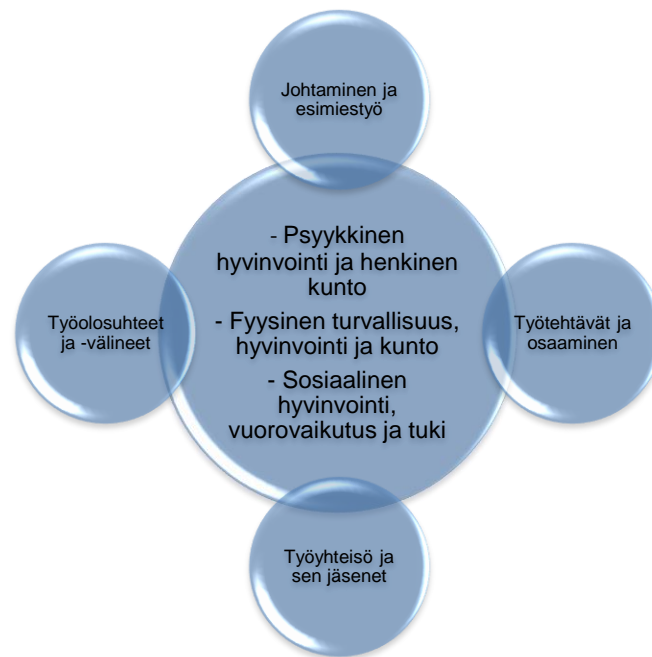 Johtaminen ja
esimiestyö
- Psyykkinen
hyvinvointi ja henkinen
kunto
- Fyysinen turvallisuus,
hyvinvointi ja kunto
- Sosiaalinen
hyvinvointi,
vuorovaikutus ja tuki
Työolosuhteet
ja -välineet
Työtehtävät ja
osaaminen
Työyhteisö ja
sen jäsenet